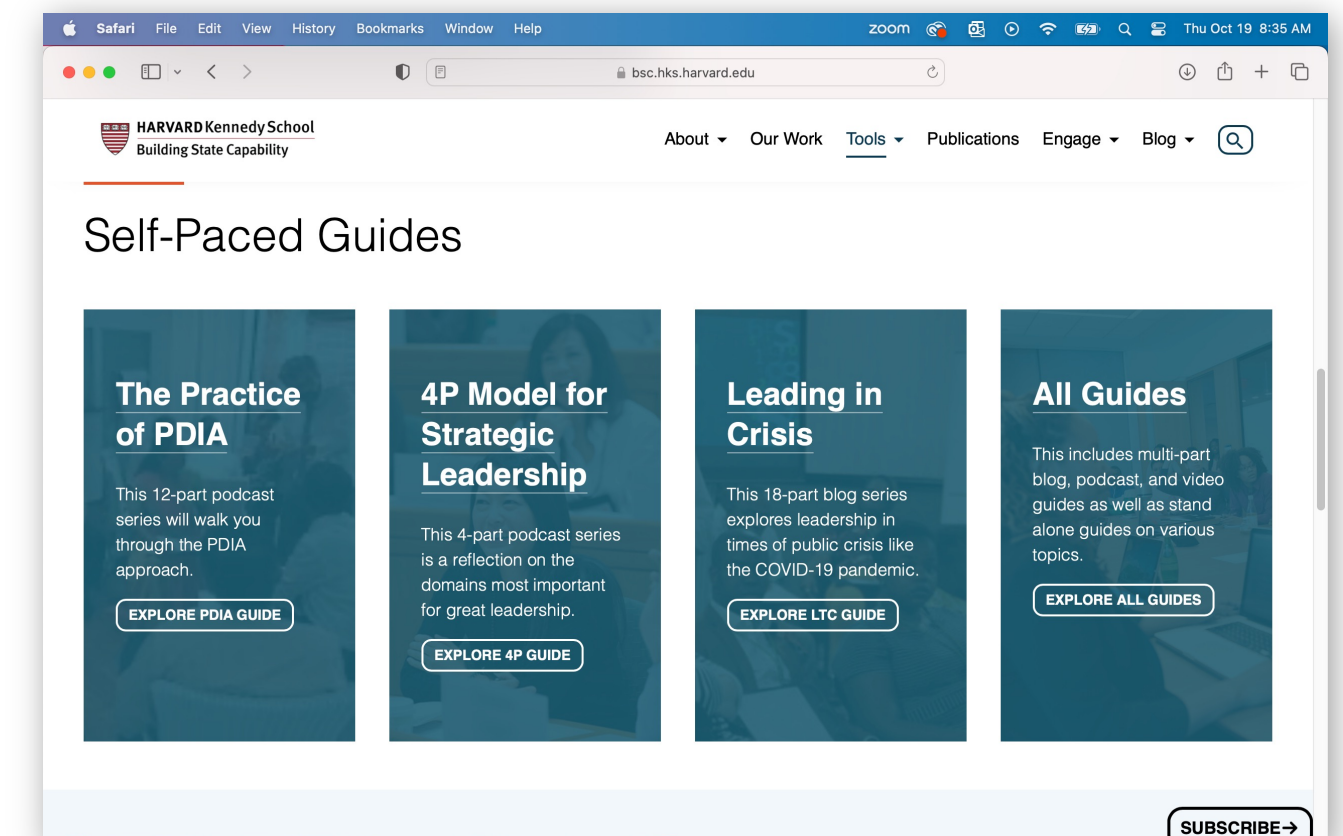 Safari File Edit View History Bookmarks Window Help zoom Thu Oct 19 8:35 AM
bsc.hks.harvard.edu
HARVARD Kennedy School
Building State Capability
About Our Work Tools Publications Engage Blog
Self-Paced Guides
The Practice
of PDIA
This 12-part podcast
series will walk you
through the PDIA
approach.
EXPLORE PDIA GUIDE
4P Model for
Strategic
Leadership
This 4-part podcast series
is a reflection on the
domains most important
for great leadership.
EXPLORE 4P GUIDE
Leading in
Crisis
This 18-part blog series
explores leadership in
times of public crisis like
the COVID-19 pandemic.
EXPLORE LTC GUIDE
All Guides
This includes multi-part
blog, podcast, and video
guides as well as stand
alone guides on various
topics.
EXPLORE ALL GUIDES
SUBSCRIBE→